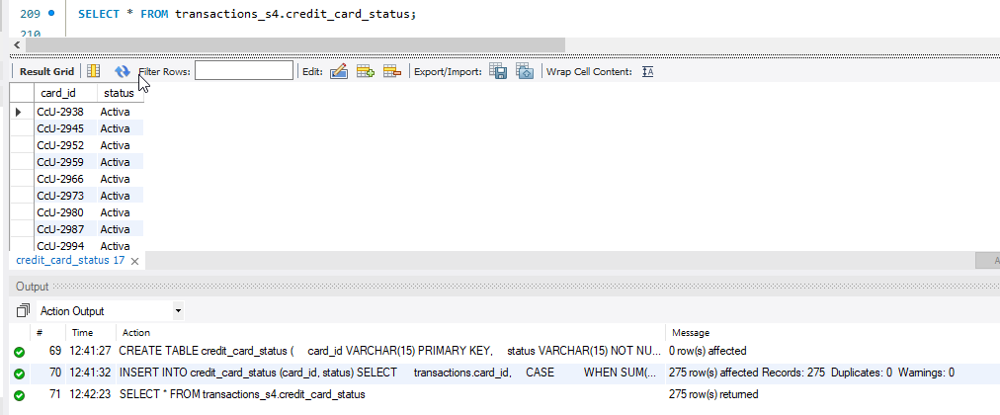 209 SELECT * FROM transactions_s4.credit_card_status;
210
Result Grid Filter Rows: Edit: Export/Import: Wrap Cell Content: IA
card_id status
CcU-2938 Activa
CcU-2945 Activa
CcU-2952 Activa
CcU-2959 Activa
CcU-2966 Activa
CcU-2973 Activa
CcU-2980 Activa
CcU-2987 Activa
CcU-2994 Activa
credit_card_status 17
A
Output
Action Output
# Time Action Message
69 12:41:27 CREATE TABLE credit_card_status ( card_id VARCHAR(15) PRIMARY KEY, status VARCHAR(15) NOT NU... 0 row(s) affected
70 12:41:32 INSERT INTO credit_card_status (card_id, status) SELECT transactions.card_id, CASE WHEN SUM(... 275 row(s) affected Records: 275 Duplicates: 0 Warnings: 0
71 12:42:23 SELECT * FROM transactions_s4.credit_card_status 275 row(s) returned